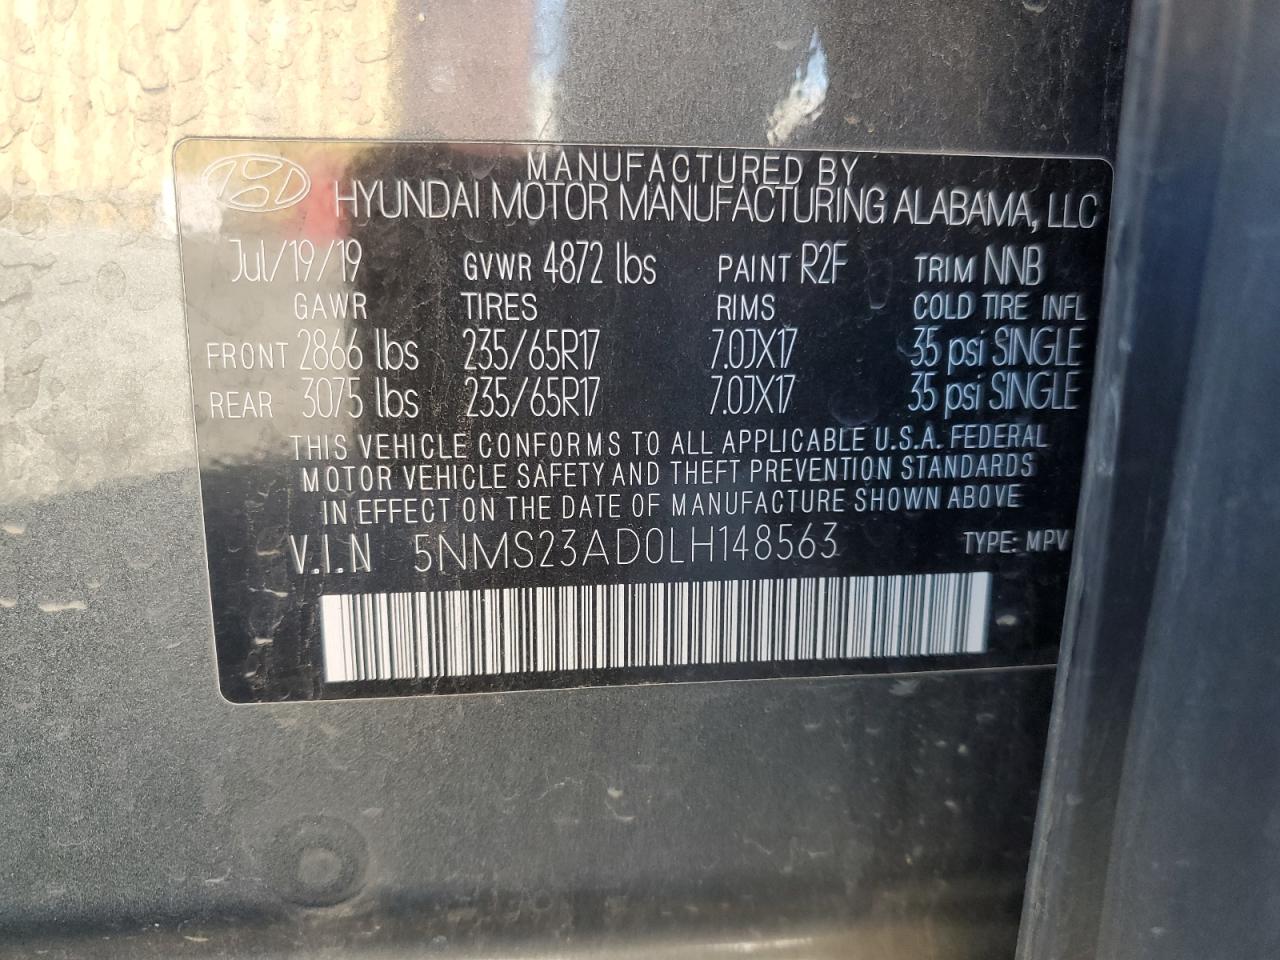 MANUFACTURED BY
HYUNDAI MOTOR MANUFACTURING ALABAMA, LLC
Jul/19/19 GVWR 4872 lbs PAINT R2F TRIM NNB
GAWR TIRES RIMS COLD TIRE INFL
FRONT 2866 lbs 235/65R17 7.0JX17 35 psi SINGLE
REAR 3075 lbs 235/65R17 7.0JX17 35 psi SINGLE
THIS VEHICLE CONFORMS TO ALL APPLICABLE U.S.A. FEDERAL
MOTOR VEHICLE SAFETY AND THEFT PREVENTION STANDARDS
IN EFFECT ON THE DATE OF MANUFACTURE SHOWN ABOVE
V.I.N 5NMS23AD0LH148563 TYPE: MPV